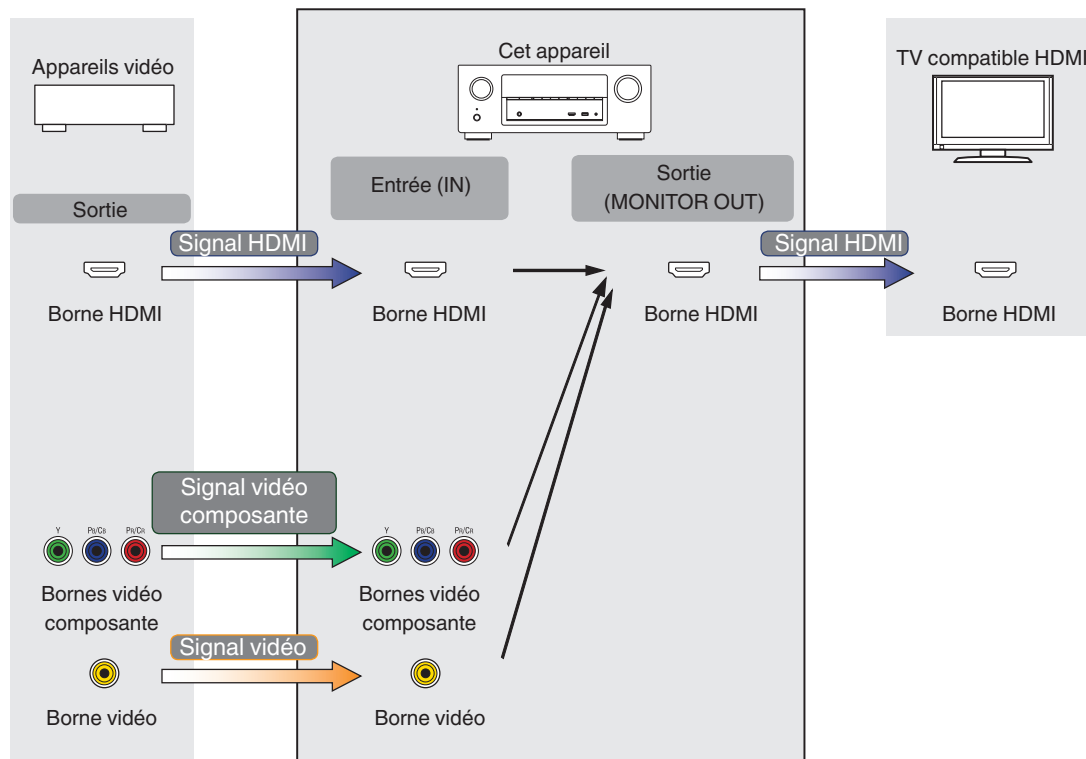 Appareils vidéo
Cet appareil
TV compatible HDMI
Sortie
Entrée (IN)
Sortie
(MONITOR OUT)
Signal HDMI
Signal HDMI
Borne HDMI
Borne HDMI
Borne HDMI
Borne HDMI
Signal vidéo
composante
Y PB/CB PR/CR
Y PB/CB PR/CR
Bornes vidéo
composante
Bornes vidéo
composante
Signal vidéo
Borne vidéo
Borne vidéo